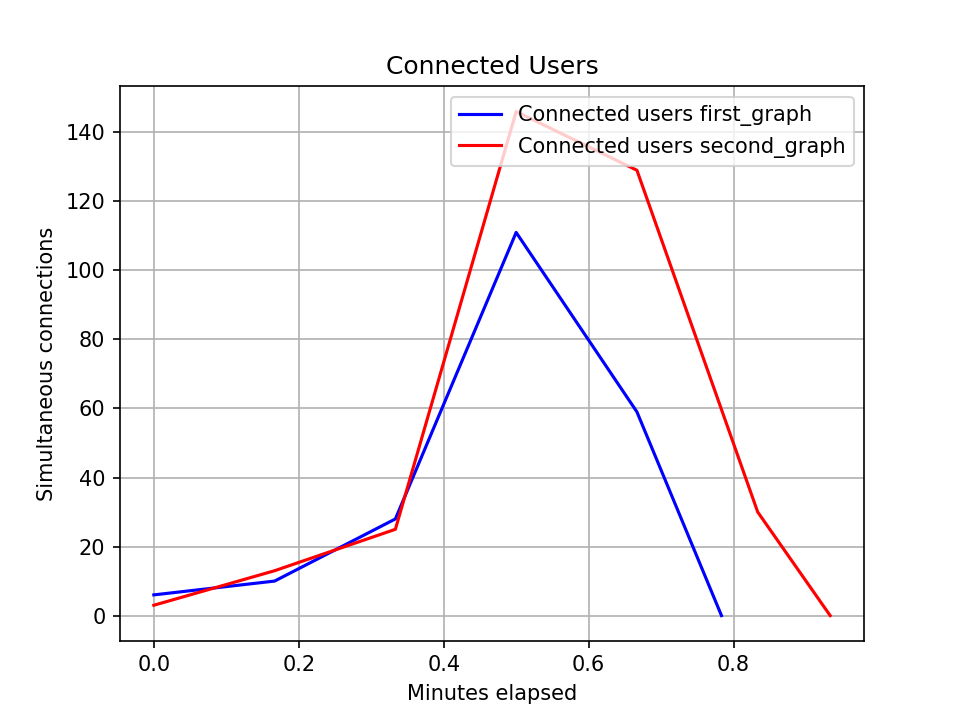 Connected Users
Connected users first_graph
Connected users second_graph
Simultaneous connections
140
120
100
80
60
40
20
0
0.0 0.2 0.4 0.6 0.8
Minutes elapsed